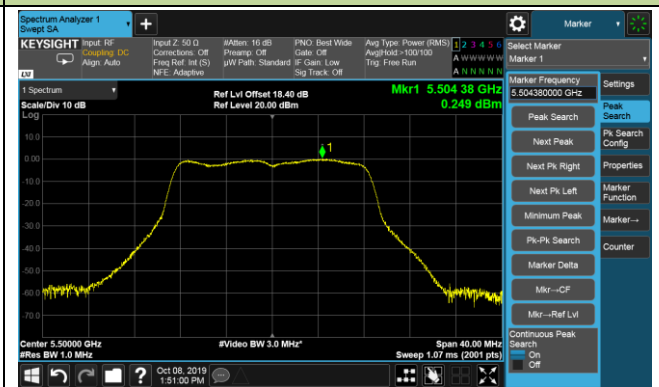 Spectrum Analyzer 1
Swept SA
+
Marker
KEYSIGHT
Input: RF
Coupling: DC
Align: Auto
Input Z: 50 Ω
Corrections: Off
Freq Ref: Int (S)
NFE: Adaptive
#Atten: 16 dB
Preamp: Off
µW Path: Standard
PNO: Best Wide
Gate: Off
IF Gain: Low
Sig Track: Off
Avg Type: Power (RMS)
Avg|Hold:>100/100
Trig: Free Run
1 2 3 4 5 6
A W W W W W
A N N N N N
LXI
Select Marker
Marker 1
1 Spectrum
Scale/Div 10 dB
Log
Ref Lvl Offset 18.40 dB
Ref Level 20.00 dBm
Mkr1 5.504 38 GHz
0.249 dBm
10.0
0.00
-10.0
-20.0
-30.0
-40.0
-50.0
-60.0
-70.0
1
Center 5.50000 GHz
#Res BW 1.0 MHz
#Video BW 3.0 MHz*
Span 40.00 MHz
Sweep 1.07 ms (2001 pts)
Marker Frequency
5.504380000 GHz
Peak Search
Next Peak
Next Pk Right
Next Pk Left
Minimum Peak
Pk-Pk Search
Marker Delta
Mkr→CF
Mkr→Ref Lvl
Continuous Peak
Search
On
Off
Settings
Peak
Search
Pk Search
Config
Properties
Marker
Function
Marker→
Counter
?
Oct 08, 2019
1:51:00 PM